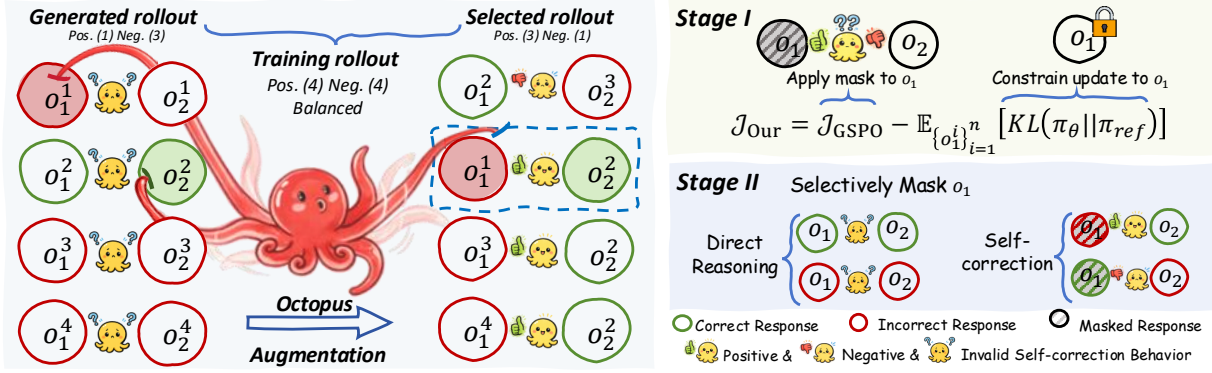 Generated rollout
Pos. (1) Neg. (3)
Selected rollout
Pos. (3) Neg. (1)
Training rollout
Pos. (4) Neg. (4)
Balanced
o_1^1 ?? o_2^1
o_1^2 ?? o_2^2
o_1^3 ?? o_2^3
o_1^4 ?? o_2^4
Octopus
Augmentation
o_1^2 o_2^3
o_1^1 o_2^2
o_1^3 o_2^2
o_1^4 o_2^2
Stage I
o_1 ?? o_2
o_1
Apply mask to o_1
Constrain update to o_1
𝒥_Our = 𝒥_GSPO − 𝔼_{{o_1^i}_{i=1}^n} [KL(π_θ||π_ref)]
Stage II Selectively Mask o_1
Direct
Reasoning
o_1 ?? o_2
o_1 ?? o_2
Self-
correction
o_1 o_2
o_1 o_2
Correct Response Incorrect Response Masked Response
Positive & Negative & ?? Invalid Self-correction Behavior